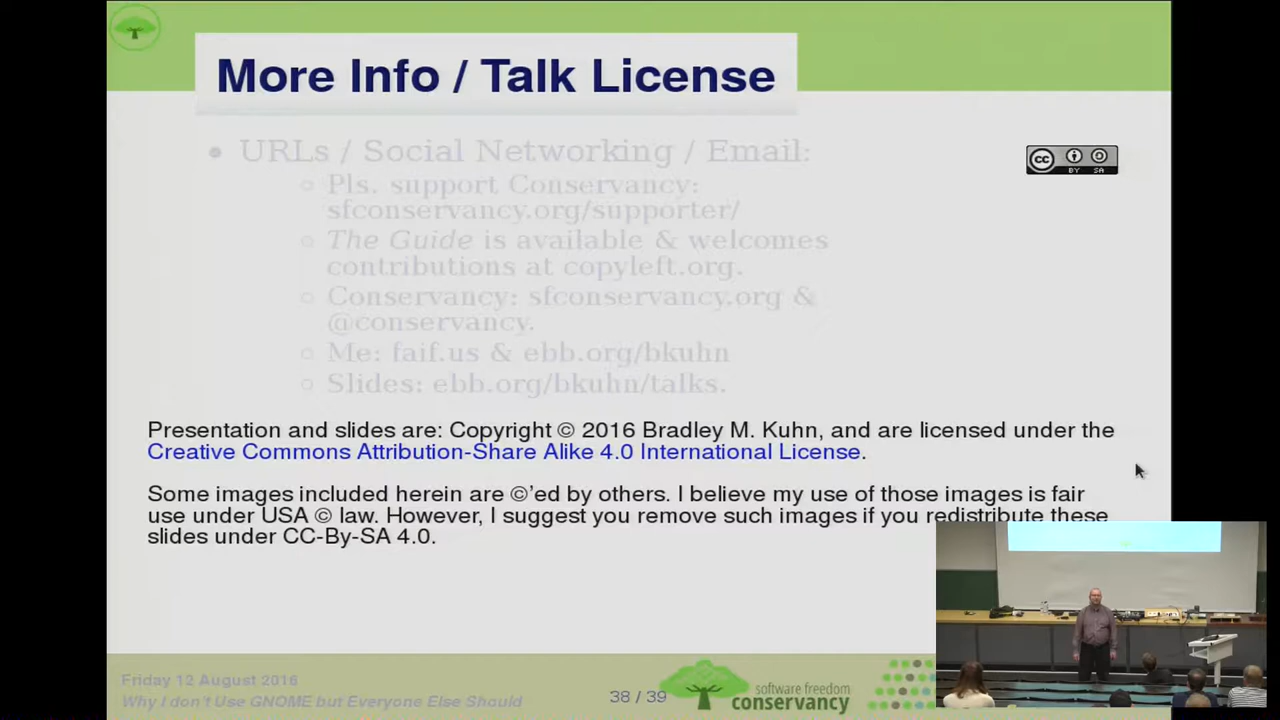 More Info / Talk License
URLs / Social Networking / Email:
Pls. support Conservancy:
sfconservancy.org/supporter/
The Guide is available & welcomes
contributions at copyleft.org.
Conservancy: sfconservancy.org &
@conservancy.
Me: faif.us & ebb.org/bkuhn
Slides: ebb.org/bkuhn/talks.
cc
BY SA
Presentation and slides are: Copyright © 2016 Bradley M. Kuhn, and are licensed under the
Creative Commons Attribution-Share Alike 4.0 International License.
Some images included herein are ©’ed by others. I believe my use of those images is fair
use under USA © law. However, I suggest you remove such images if you redistribute these
slides under CC-By-SA 4.0.
Friday 12 August 2016
Why I don't Use GNOME but Everyone Else Should
38 / 39
software freedom
conservancy